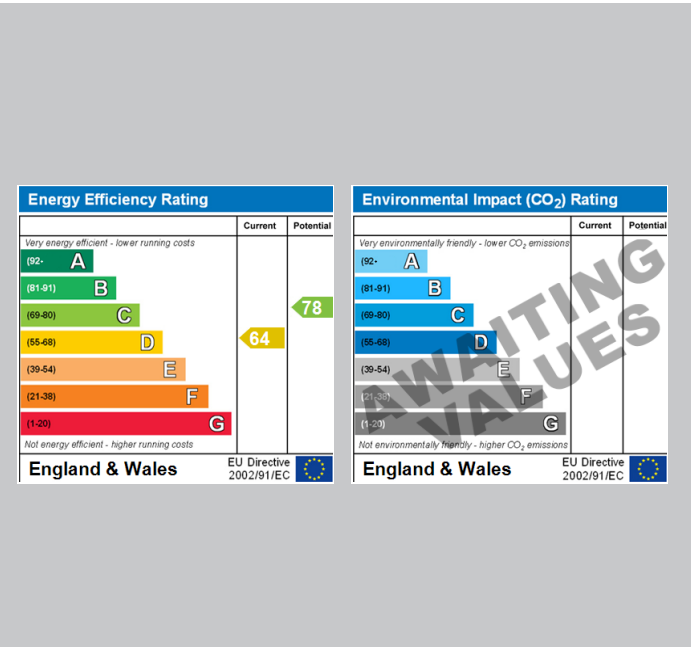 Energy Efficiency Rating
Current Potential
Very energy efficient - lower running costs
(92- A
(81-91) B
(69-80) C
78
(55-68) D
64
(39-54) E
(21-38) F
(1-20) G
Not energy efficient - higher running costs
England & Wales
EU Directive
2002/91/EC
Environmental Impact (CO2) Rating
Current Potential
Very environmentally friendly - lower CO2 emissions
(92- A
(81-91) B
(69-80) C
(55-68) D
(39-54) E
(21-38) F
(1-20) G
Not environmentally friendly - higher CO2 emissions
AWAITING
VALUES
England & Wales
EU Directive
2002/91/EC